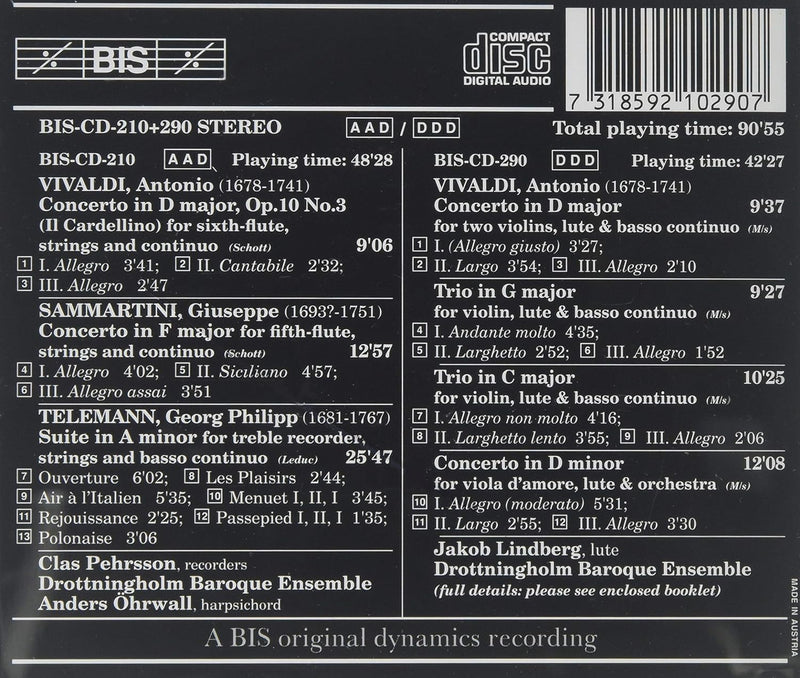 BIS
COMPACT
disc
DIGITAL AUDIO
7 318592 102907
BIS-CD-210+290 STEREO AAD / DDD Total playing time: 90'55
BIS-CD-210 AAD Playing time: 48'28
VIVALDI, Antonio (1678-1741)
Concerto in D major, Op.10 No.3
(Il Cardellino) for sixth-flute,
strings and continuo (Schott) 9'06
1 I. Allegro 3'41; 2 II. Cantabile 2'32;
3 III. Allegro 2'47
SAMMARTINI, Giuseppe (1693?-1751)
Concerto in F major for fifth-flute,
strings and continuo (Schott) 12'57
4 I. Allegro 4'02; 5 II. Siciliano 4'57;
6 III. Allegro assai 3'51
TELEMANN, Georg Philipp (1681-1767)
Suite in A minor for treble recorder,
strings and basso continuo (Leduc) 25'47
7 Ouverture 6'02; 8 Les Plaisirs 2'44;
9 Air à l'Italien 5'35; 10 Menuet I, II, I 3'45;
11 Rejouissance 2'25; 12 Passepied I, II, I 1'35;
13 Polonaise 3'06
Clas Pehrsson, recorders
Drottningholm Baroque Ensemble
Anders Öhrwall, harpsichord
BIS-CD-290 DDD Playing time: 42'27
VIVALDI, Antonio (1678-1741)
Concerto in D major 9'37
for two violins, lute & basso continuo (M/s)
1 I. (Allegro giusto) 3'27;
2 II. Largo 3'54; 3 III. Allegro 2'10
Trio in G major 9'27
for violin, lute & basso continuo (M/s)
4 I. Andante molto 4'35;
5 II. Larghetto 2'52; 6 III. Allegro 1'52
Trio in C major 10'25
for violin, lute & basso continuo (M/s)
7 I. Allegro non molto 4'16;
8 II. Larghetto lento 3'55; 9 III. Allegro 2'06
Concerto in D minor 12'08
for viola d'amore, lute & orchestra (M/s)
10 I. Allegro (moderato) 5'31;
11 II. Largo 2'55; 12 III. Allegro 3'30
Jakob Lindberg, lute
Drottningholm Baroque Ensemble
(full details: please see enclosed booklet)
MADE IN AUSTRIA
A BIS original dynamics recording